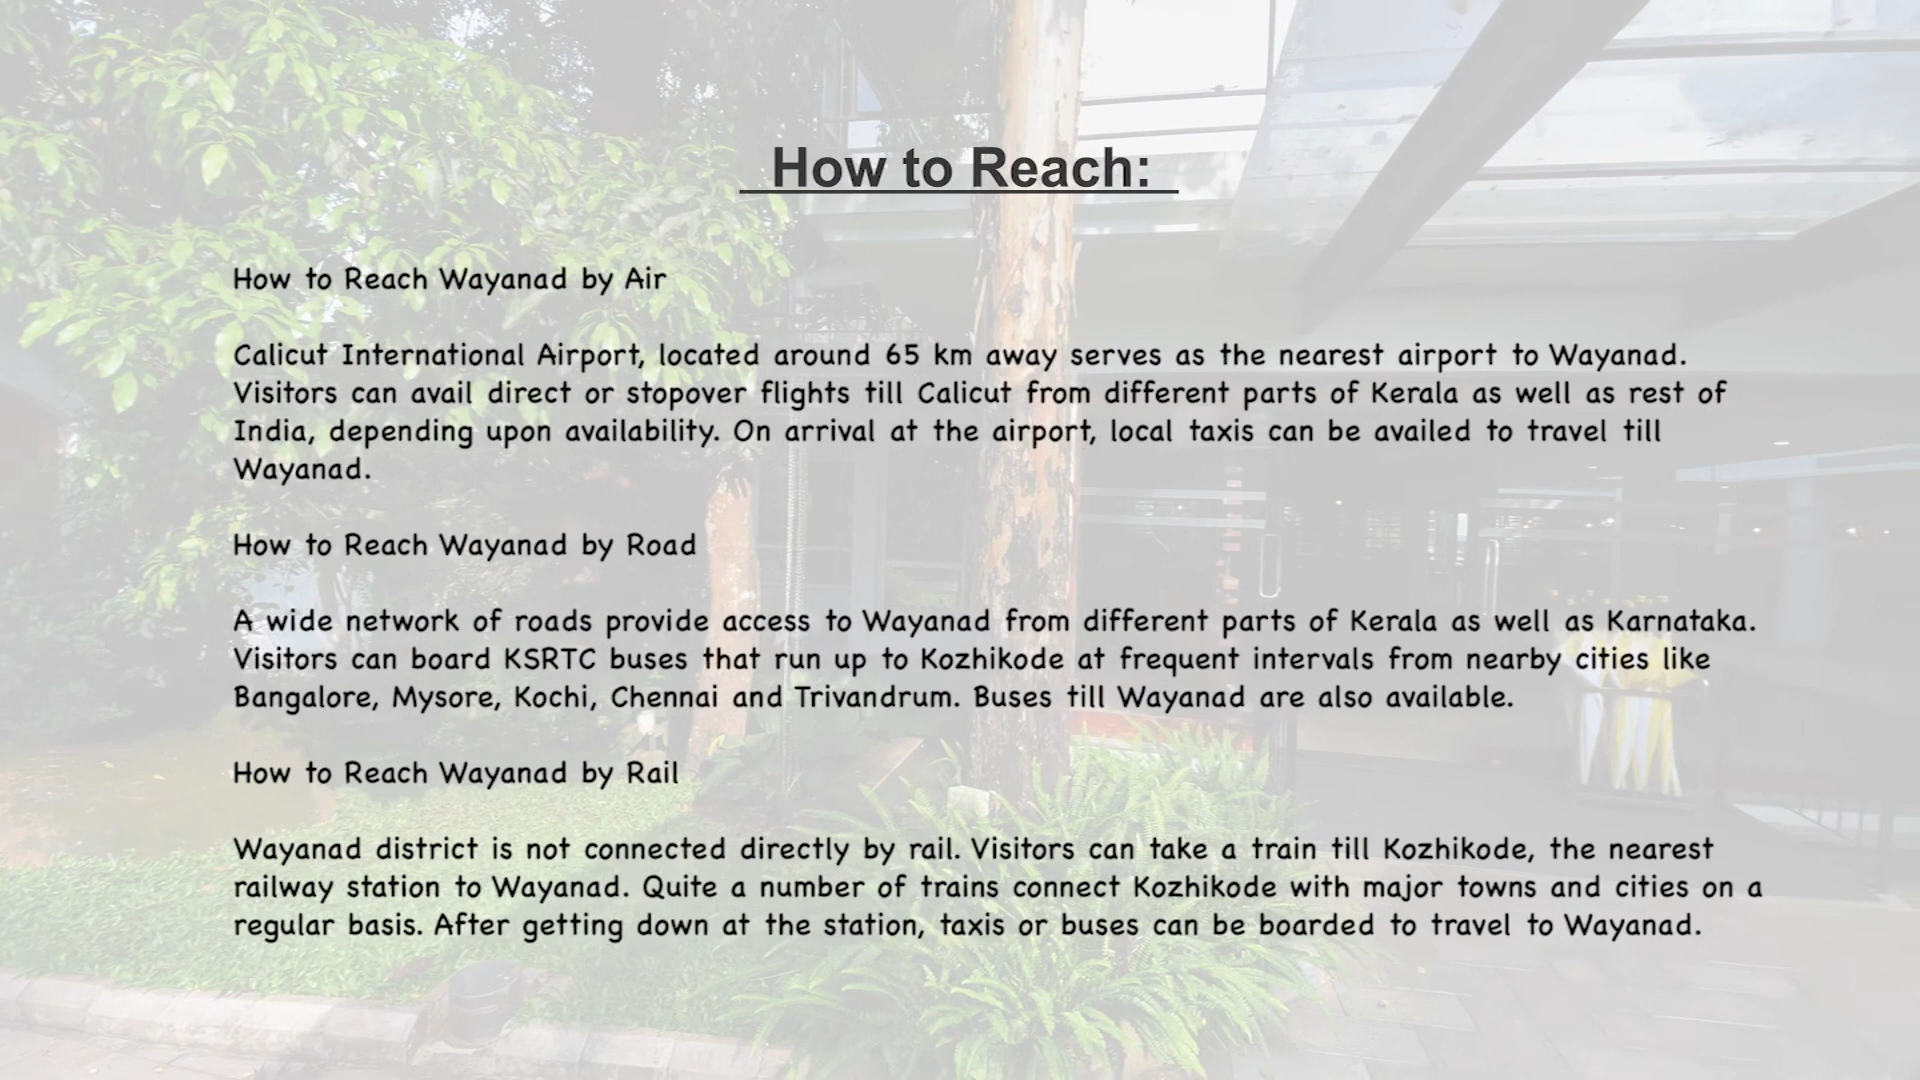 How to Reach:
How to Reach Wayanad by Air
Calicut International Airport, located around 65 km away serves as the nearest airport to Wayanad.
Visitors can avail direct or stopover flights till Calicut from different parts of Kerala as well as rest of
India, depending upon availability. On arrival at the airport, local taxis can be availed to travel till
Wayanad.
How to Reach Wayanad by Road
A wide network of roads provide access to Wayanad from different parts of Kerala as well as Karnataka.
Visitors can board KSRTC buses that run up to Kozhikode at frequent intervals from nearby cities like
Bangalore, Mysore, Kochi, Chennai and Trivandrum. Buses till Wayanad are also available.
How to Reach Wayanad by Rail
Wayanad district is not connected directly by rail. Visitors can take a train till Kozhikode, the nearest
railway station to Wayanad. Quite a number of trains connect Kozhikode with major towns and cities on a
regular basis. After getting down at the station, taxis or buses can be boarded to travel to Wayanad.